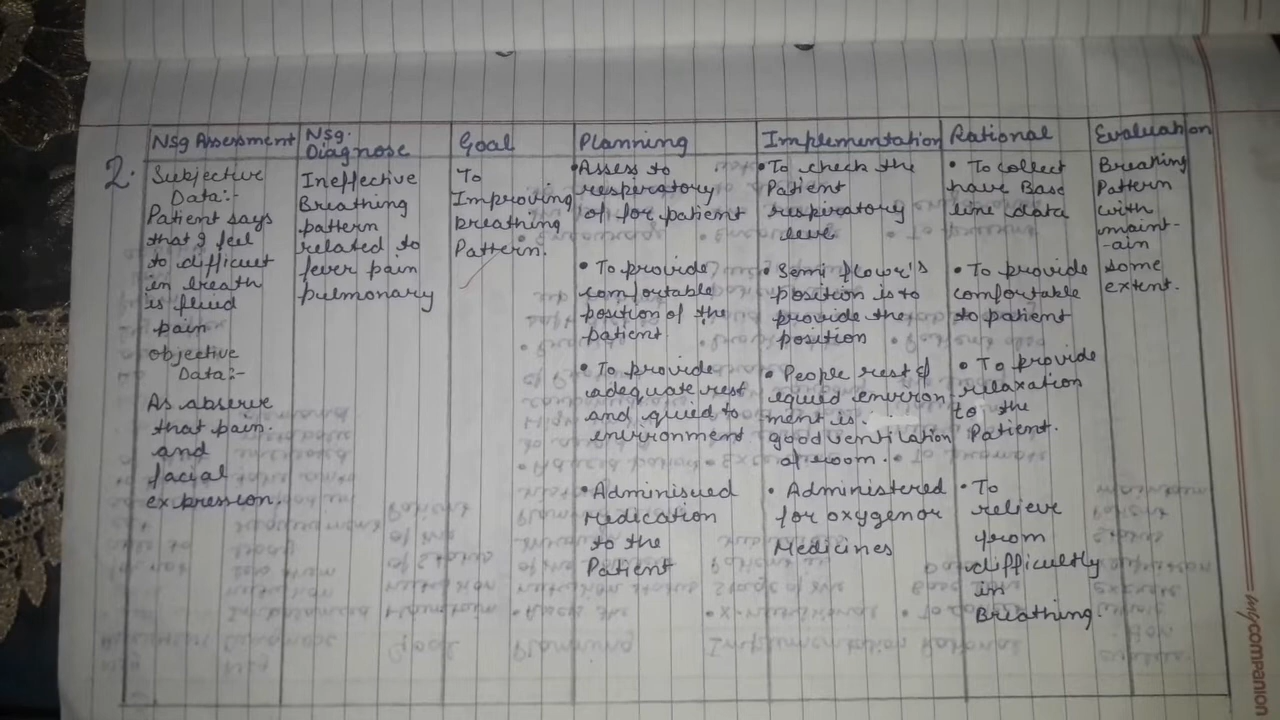 Nsg Assessment
Nsg.
Diagnose
Goal
Planning
Implementation
Rational
Evaluation
2.
Subjective
Data:-
Patient says
that I feel
to difficult
in breath
is fluid
pain
objective
Data:-
As observe
that pain.
and
facial
expression.
Ineffective
Breathing
pattern
related to
fever pain
pulmonary
To
Improving
breathing
Pattern.
• Assess to
respiratory
of for patient
• To provide
comfortable
position of the
patient.
• To provide
adequate rest
and quied to
environment
• Adminisued
Medication
to the
Patient
• To check the
Patient
respiratory
level
• Semi flower's
position is to
provide the
position
• People rest &
equied environ
ment is.
good ventilation
of room.
• Administered
for oxygen or
Medicines
• To collect
have Base
line data
• To provide
comfortable
to patient
• To provide
relaxation
to the
Patient.
• To
relieve
from
difficultly
in
Breathing.
Breathing
Pattern
with
maint-
-ain
some
extent.
mycompanion